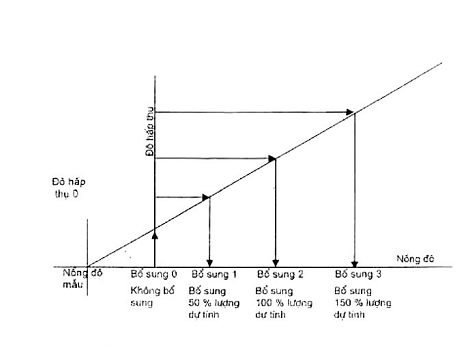 Độ hấp thụ
Độ hấp
thụ 0
Nồng độ
Nồng độ
mẫu
Bổ sung 0
Không bổ
sung
Bổ sung 1
Bổ sung
50 % lượng
dự tính
Bổ sung 2
Bổ sung
100 % lượng
dự tính
Bổ sung 3
Bổ sung
150 % lượng
dự tính